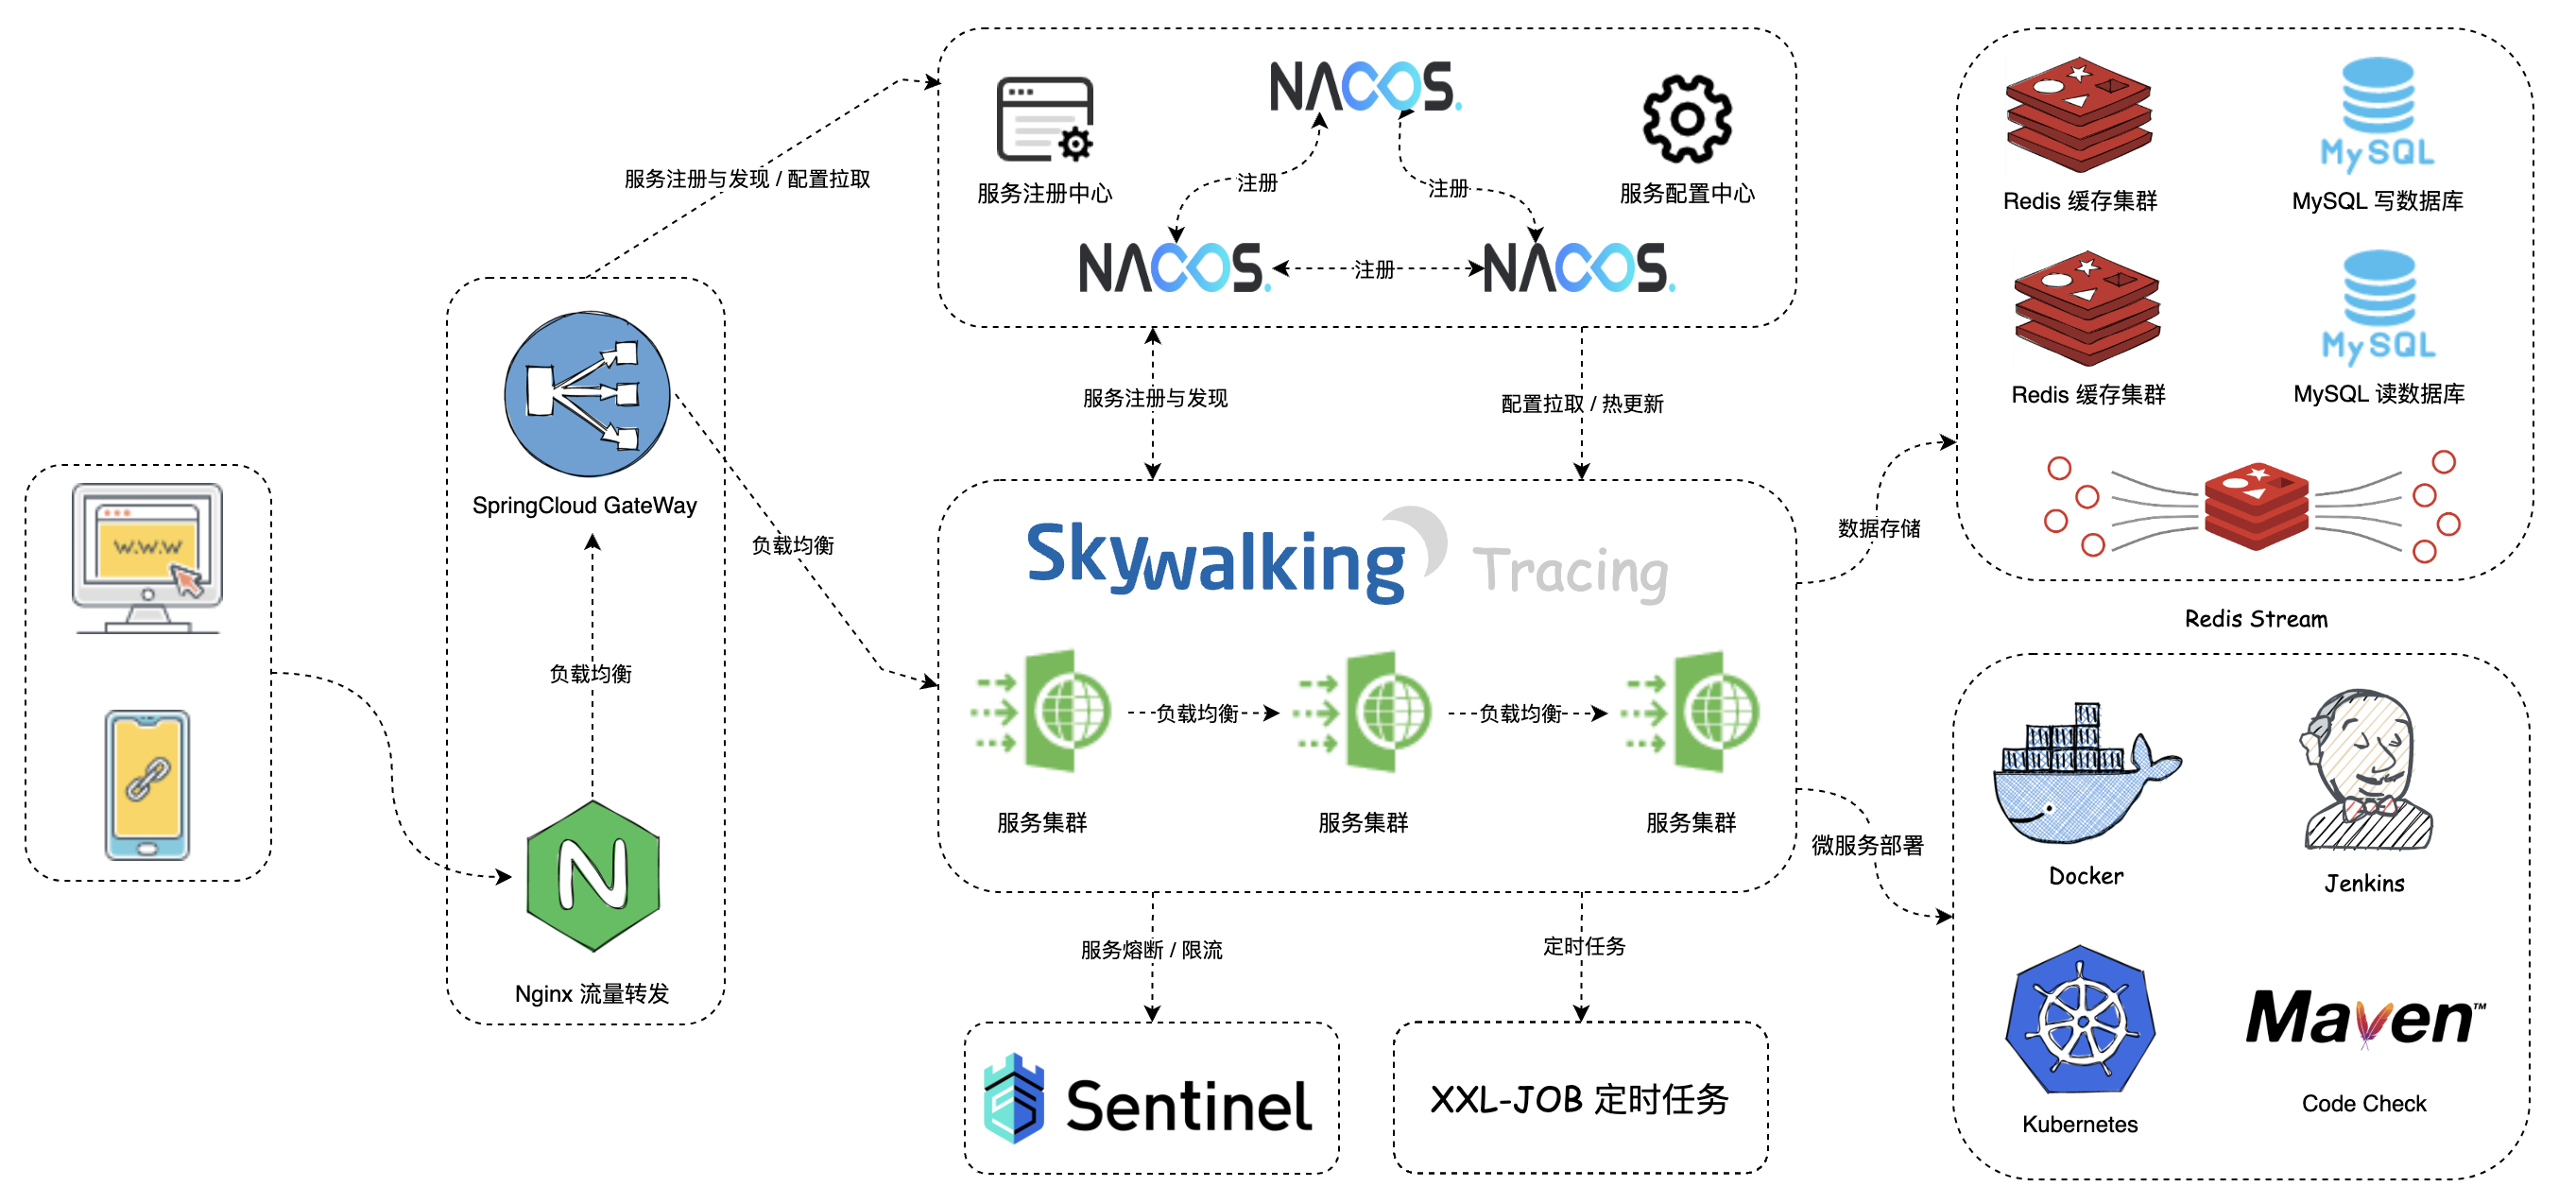 W.W.W
服务注册与发现 / 配置拉取
SpringCloud GateWay
负载均衡
Nginx 流量转发
负载均衡
NACOS.
服务注册中心
服务配置中心
注册
注册
NACOS.
注册
NACOS.
服务注册与发现
配置拉取 / 热更新
Skywalking Tracing
负载均衡
负载均衡
服务集群
服务集群
服务集群
服务熔断 / 限流
定时任务
Sentinel
XXL-JOB 定时任务
数据存储
微服务部署
MySQL
Redis 缓存集群
MySQL 写数据库
MySQL
Redis 缓存集群
MySQL 读数据库
Redis Stream
Docker
Jenkins
Maven™
Kubernetes
Code Check